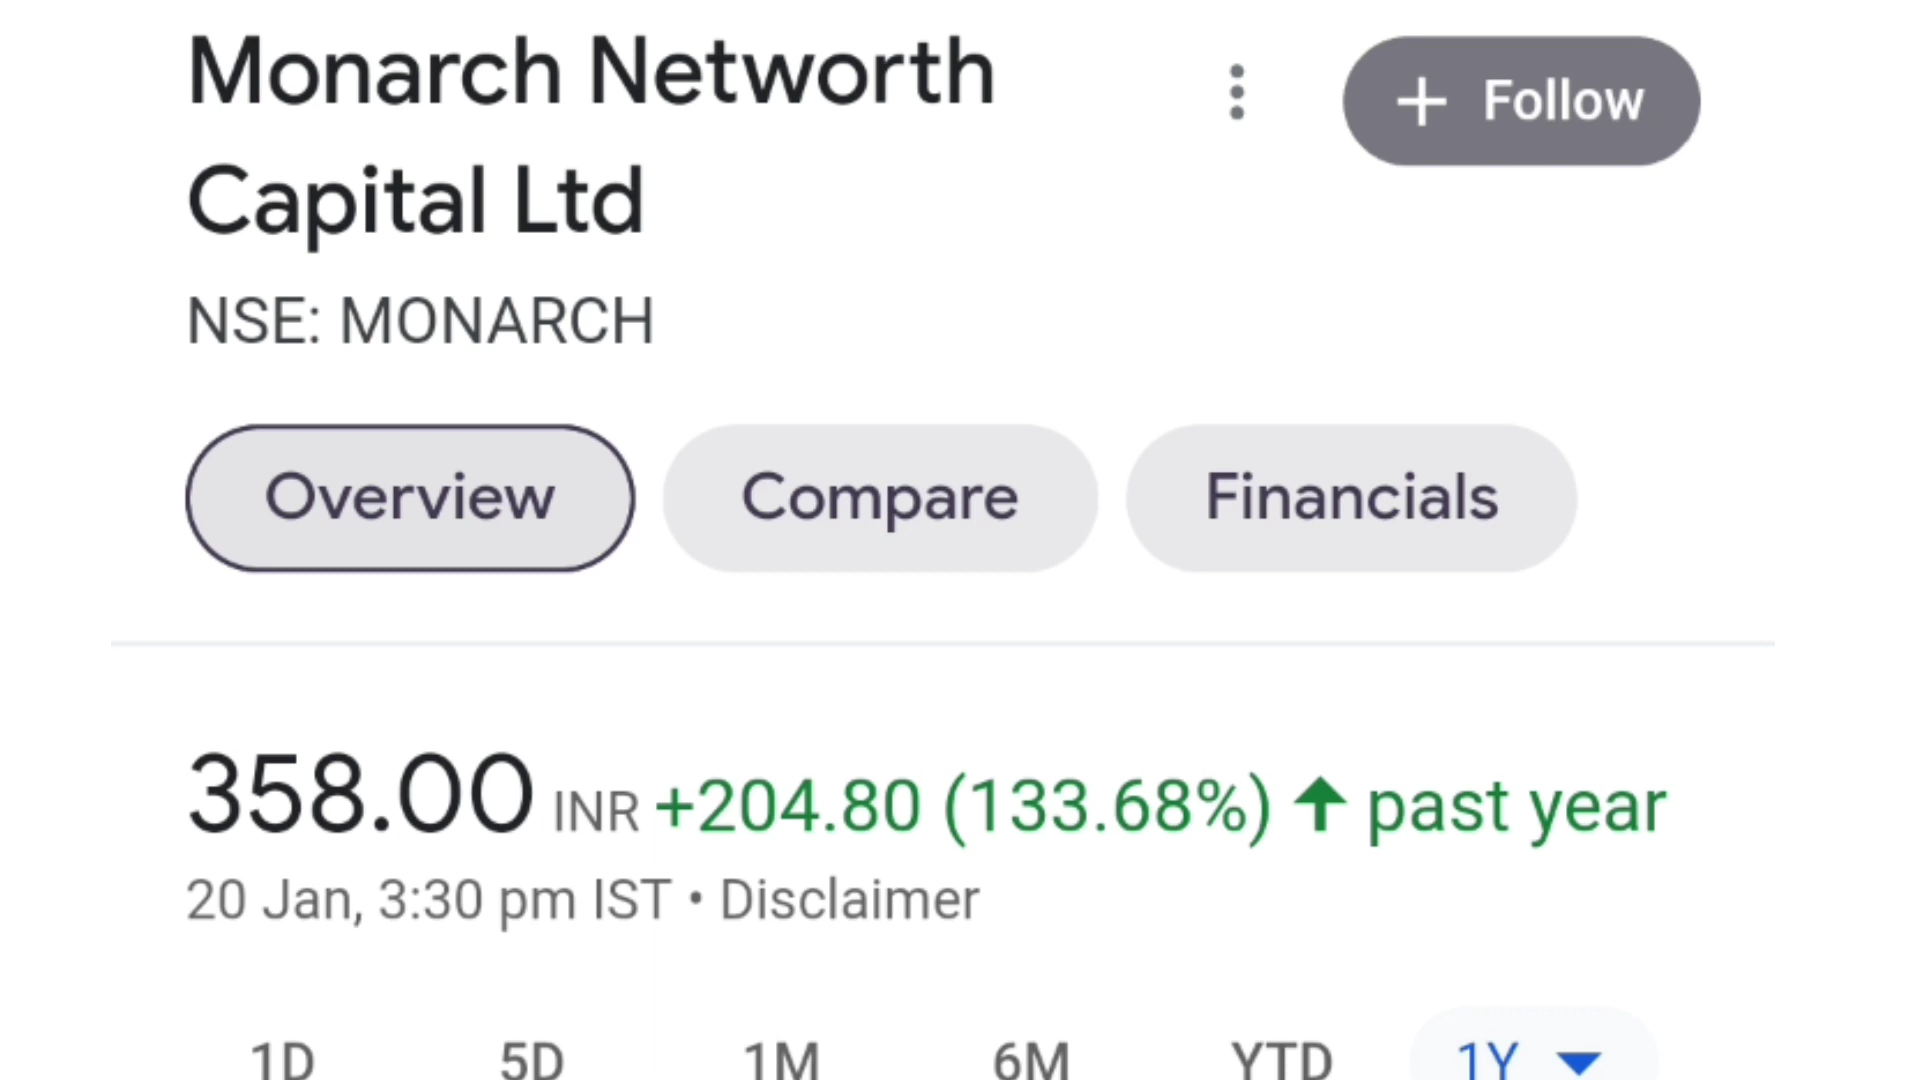 Monarch Networth
Capital Ltd
+ Follow
NSE: MONARCH
Overview Compare Financials
358.00 INR +204.80 (133.68%) ↑ past year
20 Jan, 3:30 pm IST • Disclaimer
1D 5D 1M 6M YTD 1Y